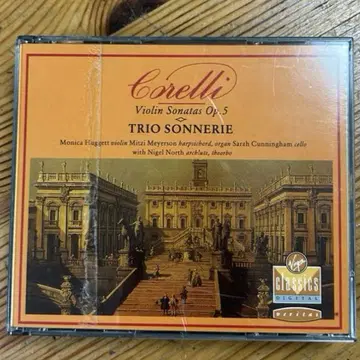 Corelli
Violin Sonatas Op.5
TRIO SONNERIE
Monica Huggett violin Mitzi Meyerson harpsichord, organ Sarah Cunningham cello
with Nigel North archlute, theorbo
Virgin
classics
DIGITAL
veritas